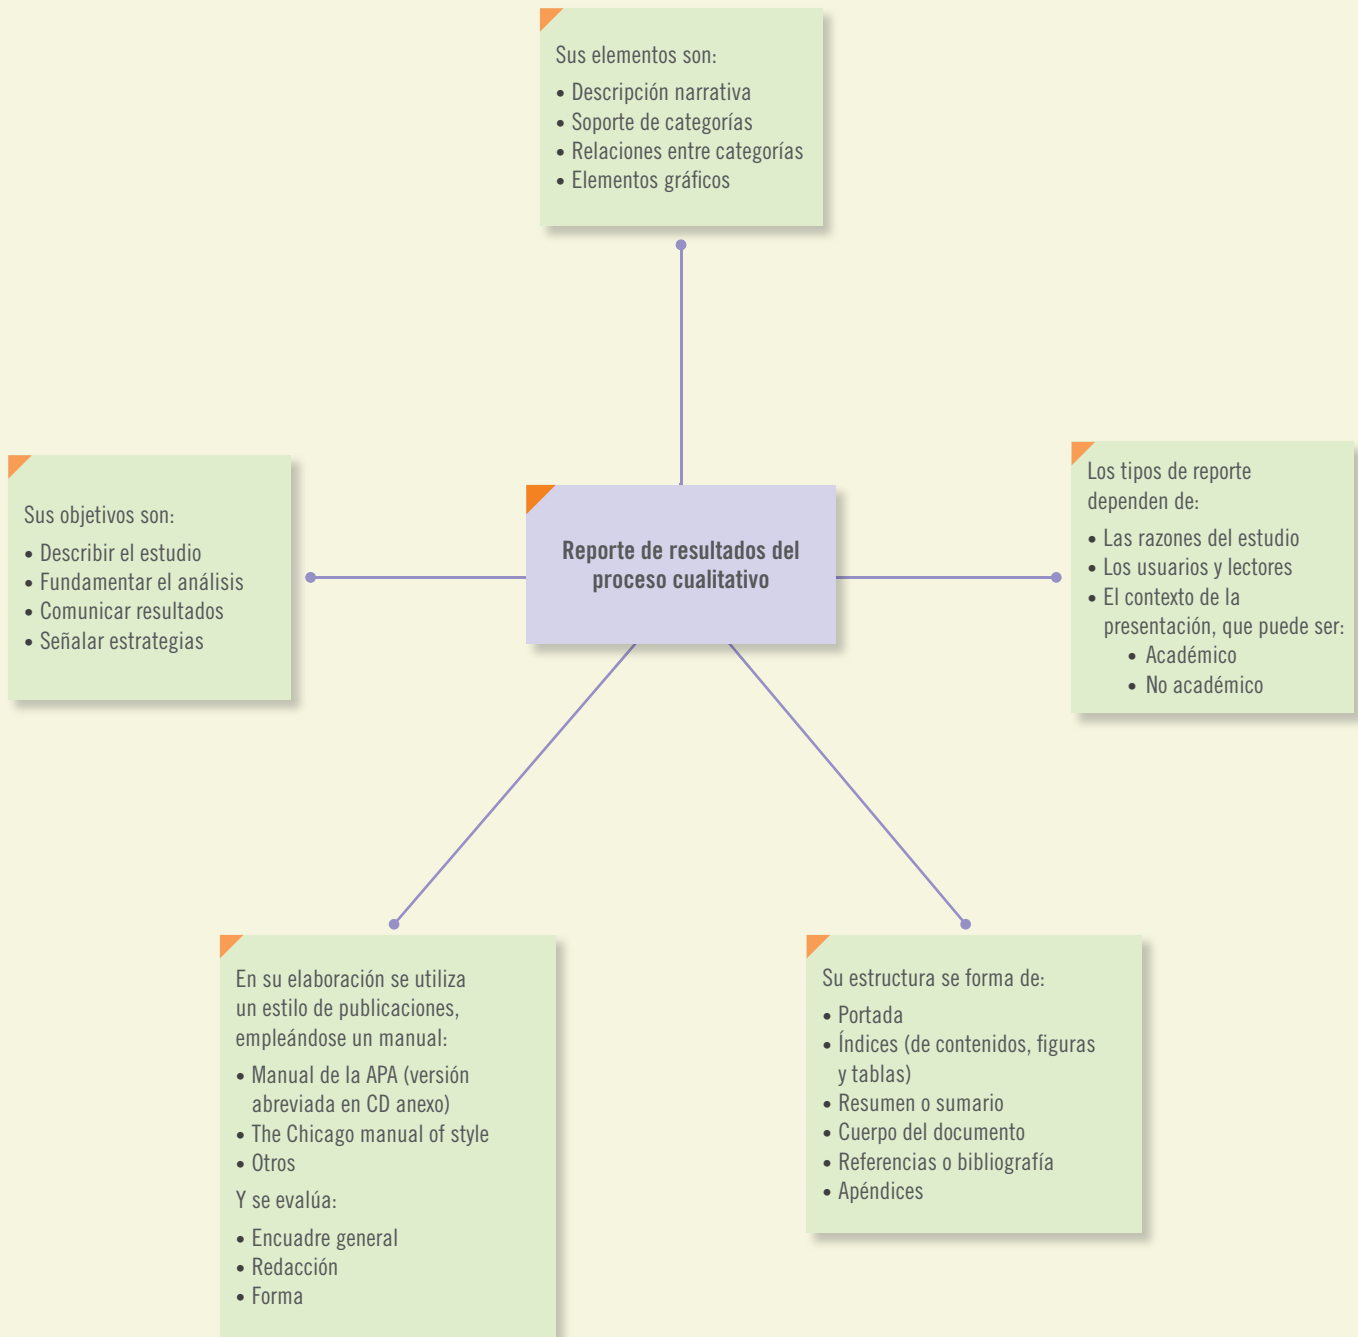 Sus elementos son:
• Descripción narrativa
• Soporte de categorías
• Relaciones entre categorías
• Elementos gráficos
Sus objetivos son:
• Describir el estudio
• Fundamentar el análisis
• Comunicar resultados
• Señalar estrategias
Reporte de resultados del
proceso cualitativo
Los tipos de reporte
dependen de:
• Las razones del estudio
• Los usuarios y lectores
• El contexto de la
presentación, que puede ser:
• Académico
• No académico
En su elaboración se utiliza
un estilo de publicaciones,
empleándose un manual:
• Manual de la APA (versión
abreviada en CD anexo)
• The Chicago manual of style
• Otros
Y se evalúa:
• Encuadre general
• Redacción
• Forma
Su estructura se forma de:
• Portada
• Índices (de contenidos, figuras
y tablas)
• Resumen o sumario
• Cuerpo del documento
• Referencias o bibliografía
• Apéndices